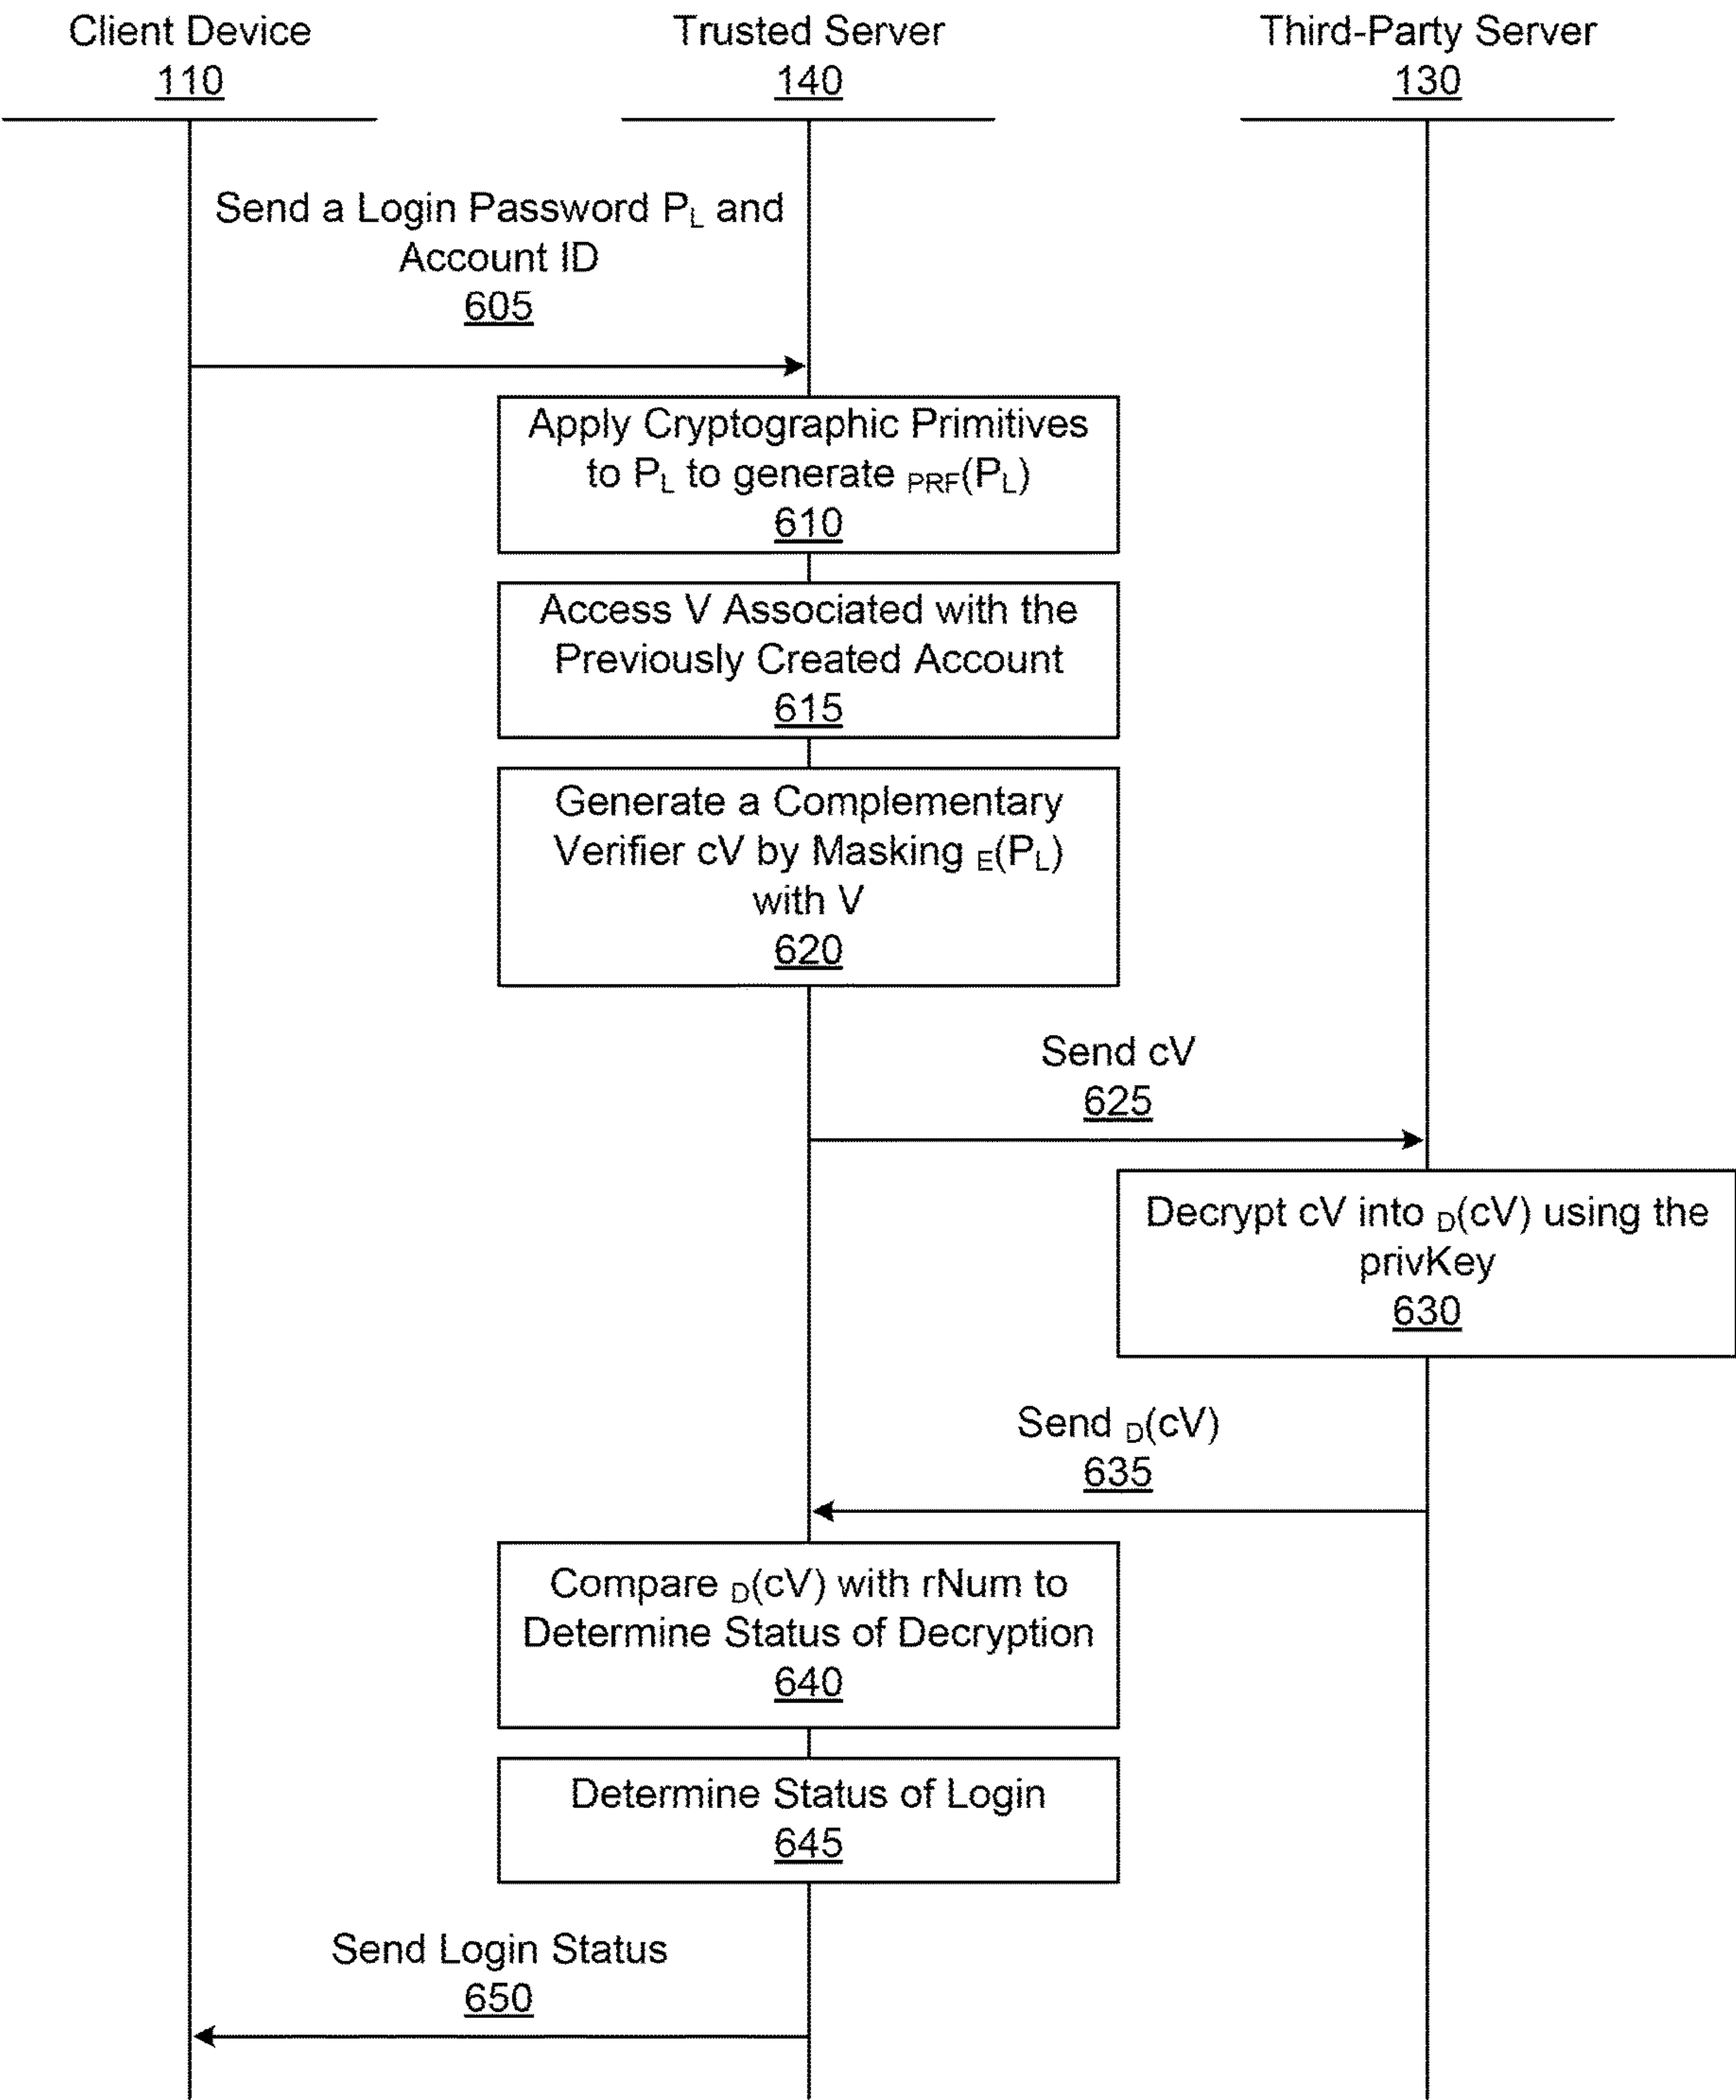 Client Device
110
Trusted Server
140
Third-Party Server
130
Send a Login Password PL and
Account ID
605
Apply Cryptographic Primitives
to PL to generate PRF(PL)
610
Access V Associated with the
Previously Created Account
615
Generate a Complementary
Verifier cV by Masking E(PL)
with V
620
Send cV
625
Decrypt cV into D(cV) using the
privKey
630
Send D(cV)
635
Compare D(cV) with rNum to
Determine Status of Decryption
640
Determine Status of Login
645
Send Login Status
650